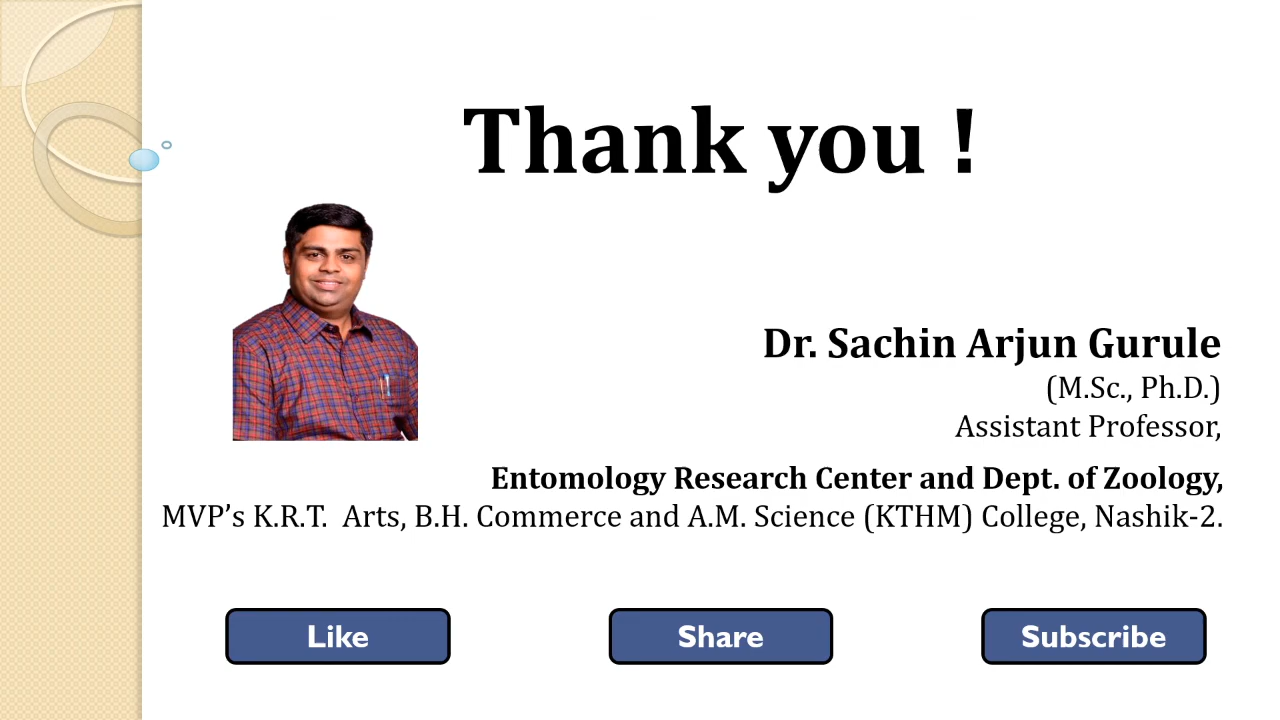 Thank you !
Dr. Sachin Arjun Gurule
(M.Sc., Ph.D.)
Assistant Professor,
Entomology Research Center and Dept. of Zoology,
MVP’s K.R.T.  Arts, B.H. Commerce and A.M. Science (KTHM) College, Nashik-2.
Like
Share
Subscribe